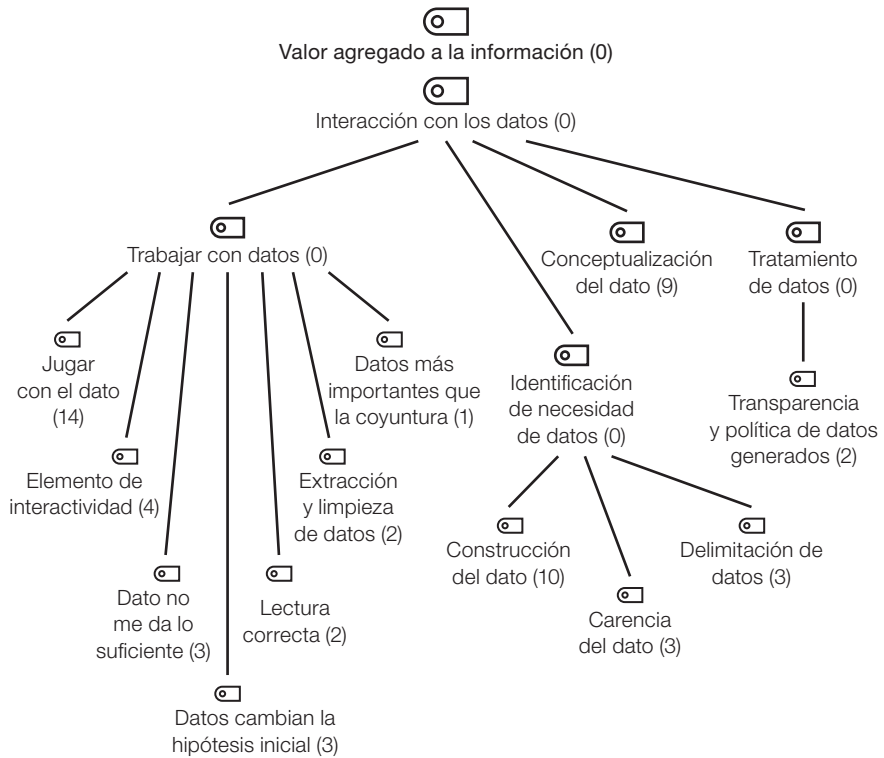 Valor agregado a la información (0)
Interacción con los datos (0)
Trabajar con datos (0)
Conceptualización
del dato (9)
Tratamiento
de datos (0)
Jugar
con el dato
(14)
Datos más
importantes que
la coyuntura (1)
Identificación
de necesidad
de datos (0)
Transparencia
y política de datos
generados (2)
Elemento de
interactividad (4)
Extracción
y limpieza
de datos (2)
Construcción
del dato (10)
Delimitación de
datos (3)
Dato no
me da lo
suficiente (3)
Lectura
correcta (2)
Carencia
del dato (3)
Datos cambian la
hipótesis inicial (3)